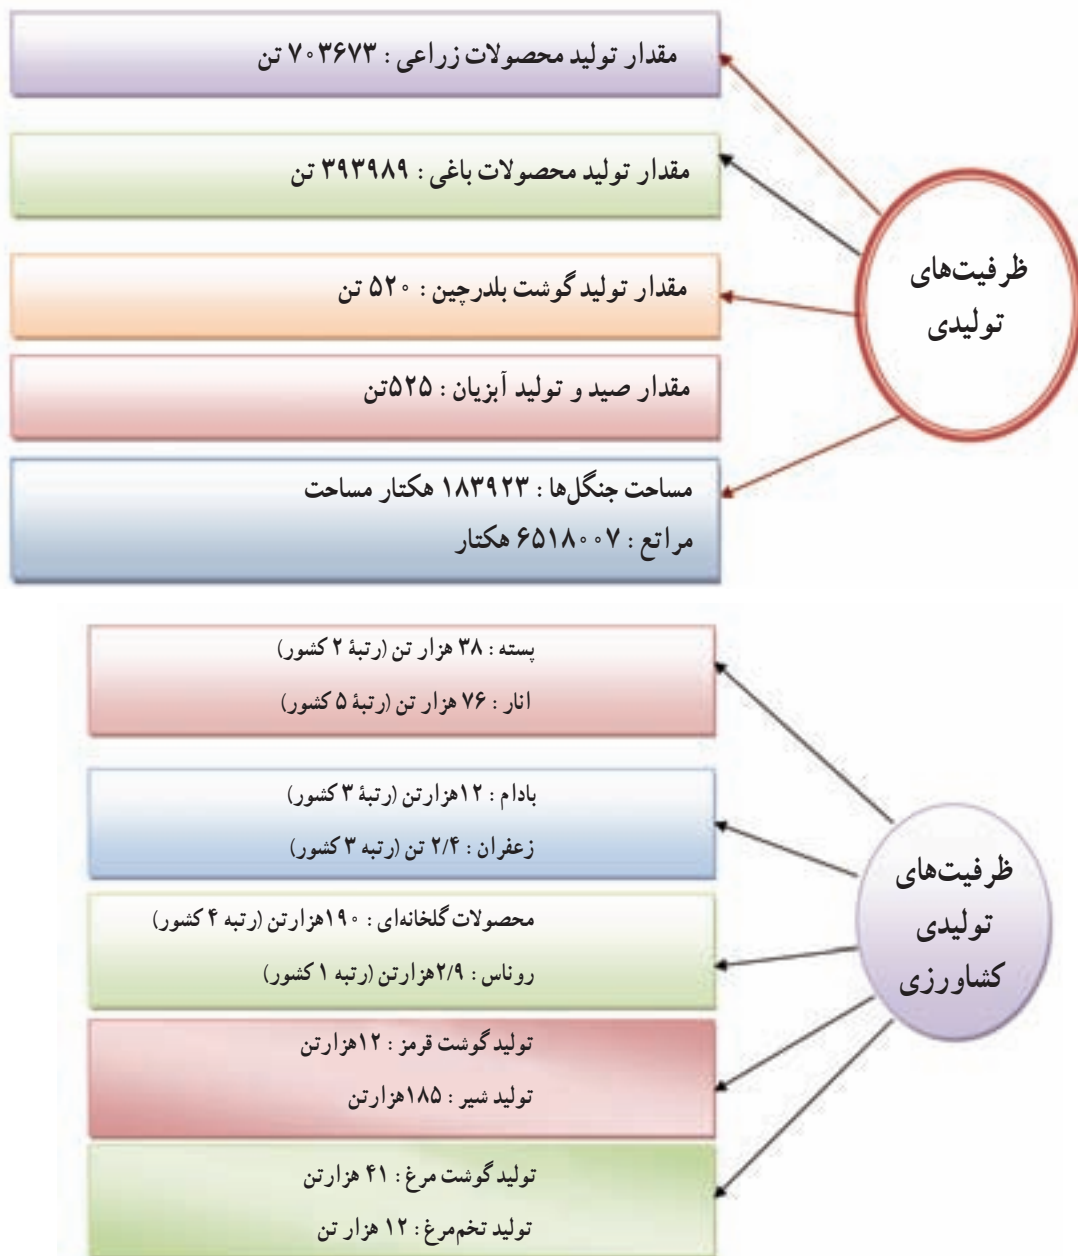 مقدار تولید محصولات زراعی : ۷۰۳۶۷۳ تن
مقدار تولید محصولات باغی : ۳۹۳۹۸۹ تن
مقدار تولید گوشت بلدرچین : ۵۲۰ تن
مقدار صید و تولید آبزیان : ۵۲۵تن
مساحت جنگل‌ها : ۱۸۳۹۲۳ هکتار مساحت
مراتع : ۶۵۱۸۰۰۷ هکتار
ظرفیت‌های
تولیدی
پسته : ۳۸ هزار تن (رتبهٔ ۲ کشور)
انار : ۷۶ هزار تن (رتبهٔ ۵ کشور)
بادام : ۱۲هزارتن (رتبهٔ ۳ کشور)
زعفران : ۲/۴ تن (رتبه ۳ کشور)
محصولات گلخانه‌ای : ۱۹۰هزارتن (رتبه ۴ کشور)
روناس : ۲/۹هزارتن (رتبه ۱ کشور)
تولید گوشت قرمز : ۱۲هزارتن
تولید شیر : ۱۸۵هزارتن
تولید گوشت مرغ : ۴۱ هزارتن
تولید تخم‌مرغ : ۱۲ هزار تن
ظرفیت‌های
تولیدی
کشاورزی